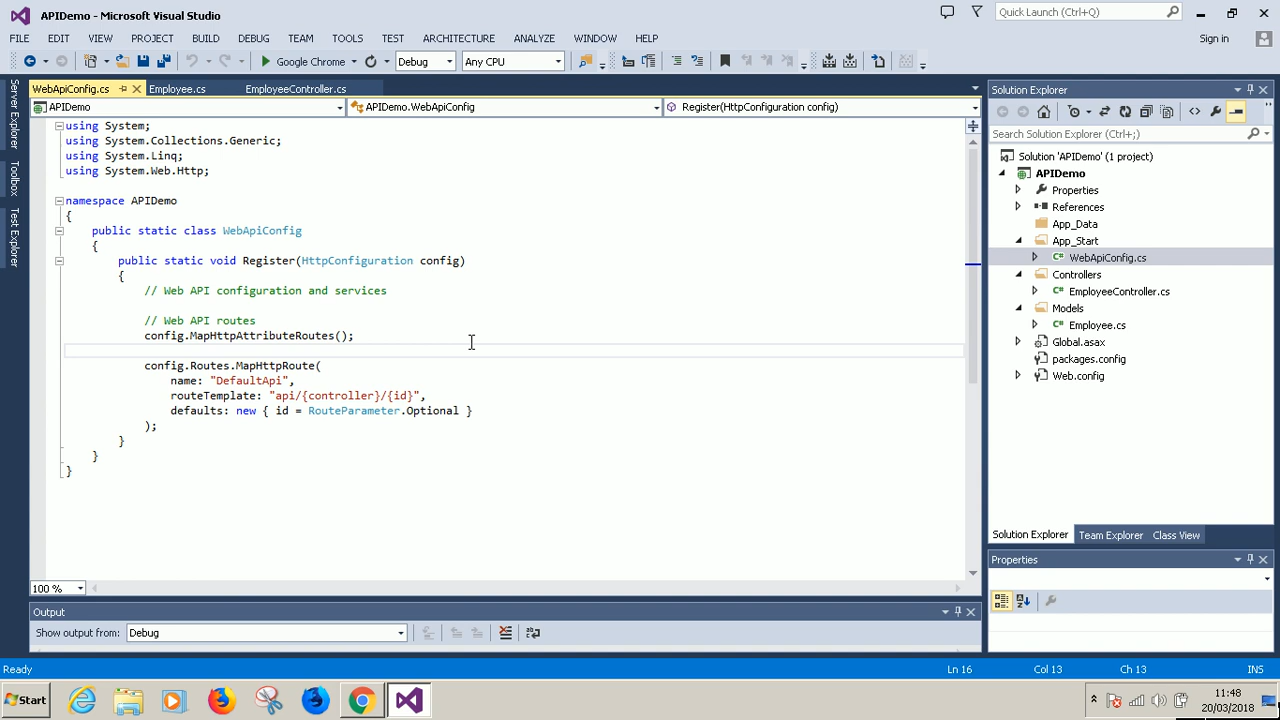 APIDemo - Microsoft Visual Studio
Quick Launch (Ctrl+Q)
FILE EDIT VIEW PROJECT BUILD DEBUG TEAM TOOLS TEST ARCHITECTURE ANALYZE WINDOW HELP
Sign in
Google Chrome Debug Any CPU
Server Explorer
Toolbox
Test Explorer
WebApiConfig.cs Employee.cs EmployeeController.cs
APIDemo APIDemo.WebApiConfig Register(HttpConfiguration config)
using System;
using System.Collections.Generic;
using System.Linq;
using System.Web.Http;
namespace APIDemo
{
public static class WebApiConfig
{
public static void Register(HttpConfiguration config)
{
// Web API configuration and services
// Web API routes
config.MapHttpAttributeRoutes();
config.Routes.MapHttpRoute(
name: "DefaultApi",
routeTemplate: "api/{controller}/{id}",
defaults: new { id = RouteParameter.Optional }
);
}
}
}
100 %
Output
Show output from: Debug
Solution Explorer
Search Solution Explorer (Ctrl+;)
Solution 'APIDemo' (1 project)
APIDemo
Properties
References
App_Data
App_Start
WebApiConfig.cs
Controllers
EmployeeController.cs
Models
Employee.cs
Global.asax
packages.config
Web.config
Solution Explorer Team Explorer Class View
Properties
Ready Ln 16 Col 13 Ch 13 INS
Start
11:48
20/03/2018